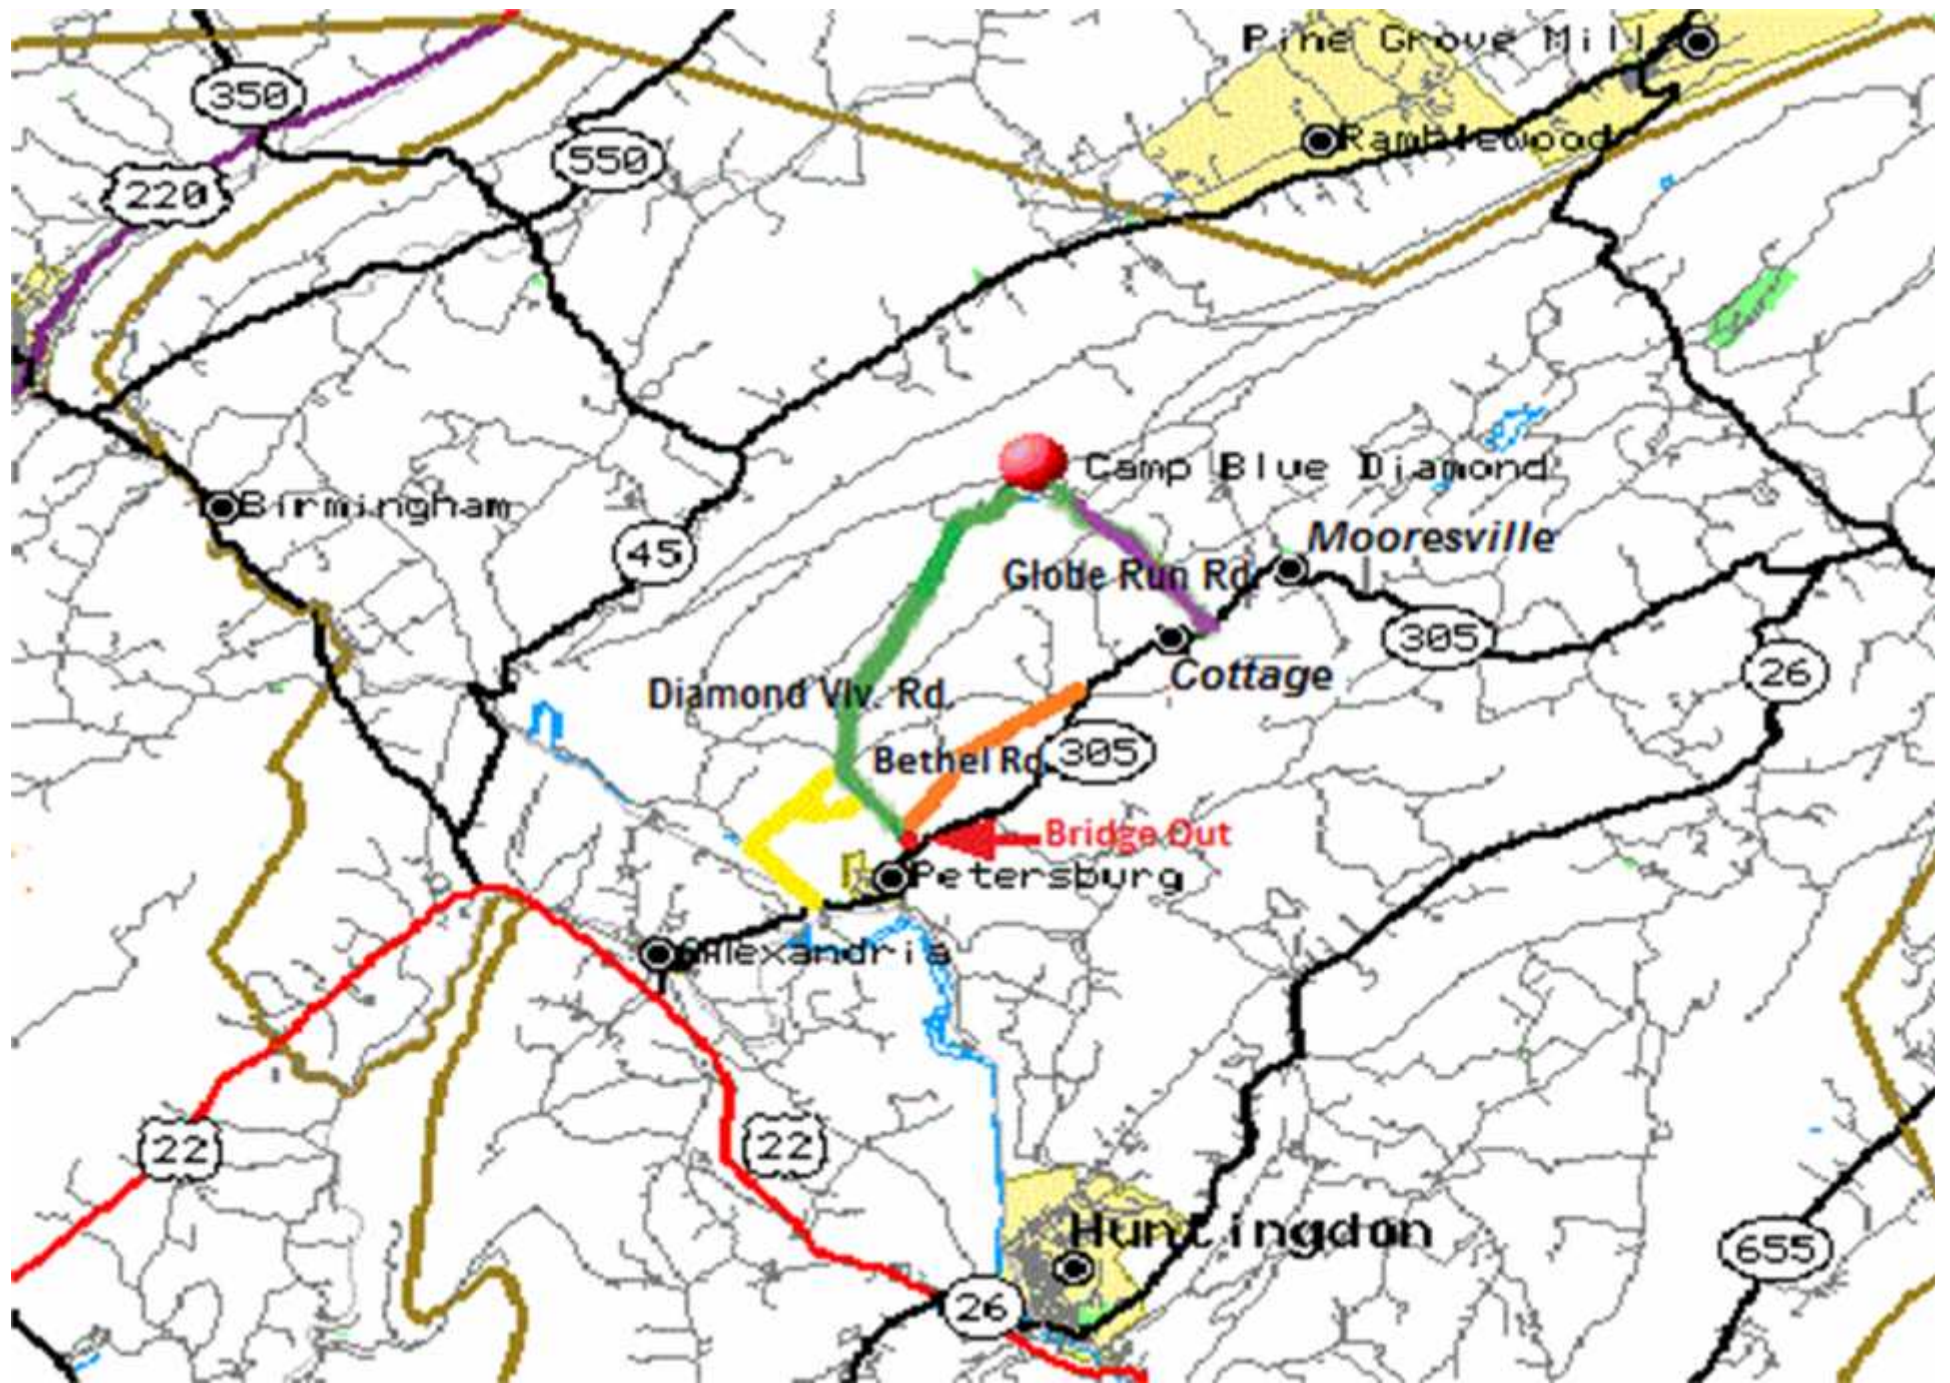 Pine Grove Mills
350
550
Ramblewood
220
Camp Blue Diamond
Birmingham
Mooresville
45
Globe Run Rd.
305
26
Cottage
Diamond Vly. Rd.
Bethel Rd.
305
Bridge Out
Petersburg
Alexandria
22
22
Huntingdon
655
26